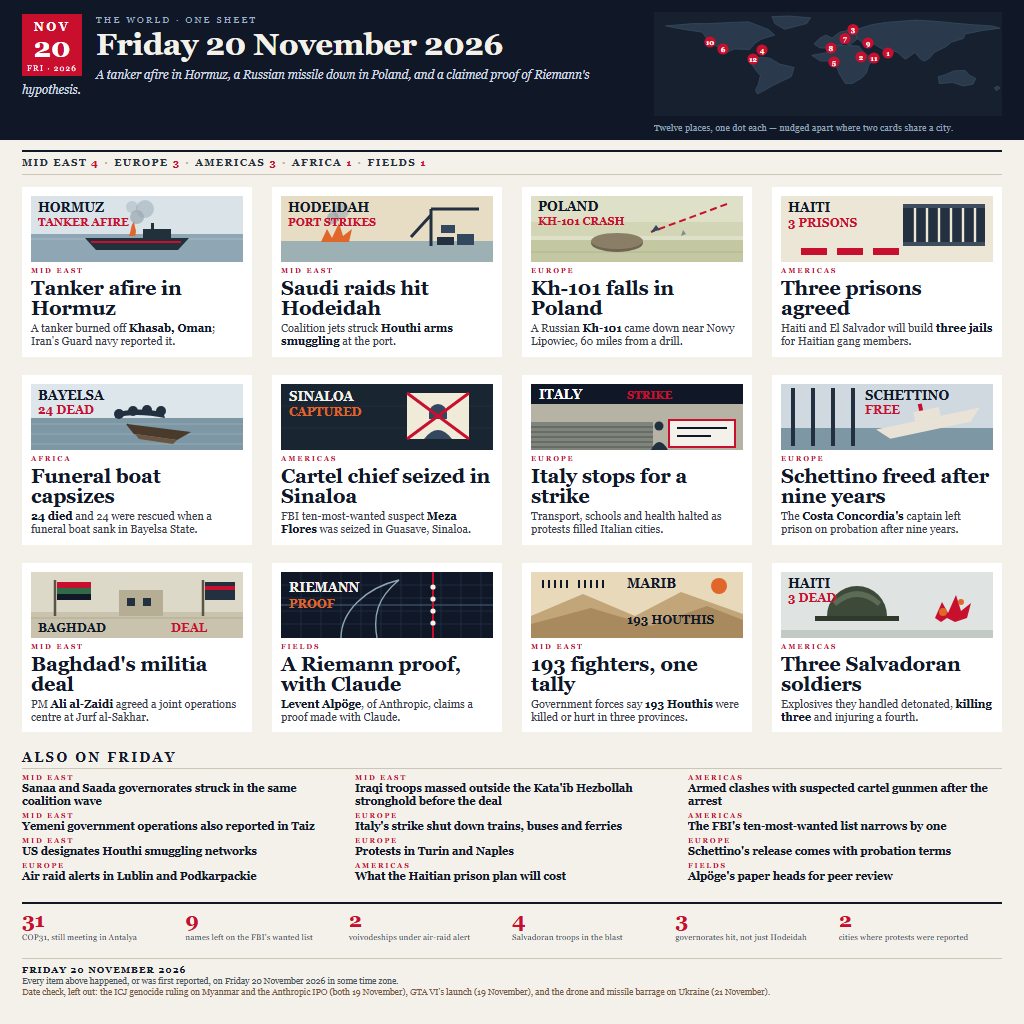 NOV
20
FRI · 2026
THE WORLD · ONE SHEET
Friday 20 November 2026
A tanker afire in Hormuz, a Russian missile down in Poland, and a claimed proof of Riemann's
hypothesis.
10
6
12
4
3
7
8
9
5
2
11
1
Twelve places, one dot each — nudged apart where two cards share a city.
MID EAST 4 · EUROPE 3 · AMERICAS 3 · AFRICA 1 · FIELDS 1
HORMUZ
TANKER AFIRE
MID EAST
Tanker afire in
Hormuz
A tanker burned off Khasab, Oman;
Iran's Guard navy reported it.
HODEIDAH
PORT STRIKES
MID EAST
Saudi raids hit
Hodeidah
Coalition jets struck Houthi arms
smuggling at the port.
POLAND
KH-101 CRASH
EUROPE
Kh-101 falls in
Poland
A Russian Kh-101 came down near Nowy
Lipowiec, 60 miles from a drill.
HAITI
3 PRISONS
AMERICAS
Three prisons
agreed
Haiti and El Salvador will build three jails
for Haitian gang members.
BAYELSA
24 DEAD
AFRICA
Funeral boat
capsizes
24 died and 24 were rescued when a
funeral boat sank in Bayelsa State.
SINALOA
CAPTURED
AMERICAS
Cartel chief seized in
Sinaloa
FBI ten-most-wanted suspect Meza
Flores was seized in Guasave, Sinaloa.
ITALY
STRIKE
EUROPE
Italy stops for a
strike
Transport, schools and health halted as
protests filled Italian cities.
SCHETTINO
FREE
EUROPE
Schettino freed after
nine years
The Costa Concordia's captain left
prison on probation after nine years.
BAGHDAD
DEAL
MID EAST
Baghdad's militia
deal
PM Ali al-Zaidi agreed a joint operations
centre at Jurf al-Sakhar.
RIEMANN
PROOF
FIELDS
A Riemann proof,
with Claude
Levent Alpöge, of Anthropic, claims a
proof made with Claude.
MARIB
193 HOUTHIS
MID EAST
193 fighters, one
tally
Government forces say 193 Houthis were
killed or hurt in three provinces.
HAITI
3 DEAD
AMERICAS
Three Salvadoran
soldiers
Explosives they handled detonated, killing
three and injuring a fourth.
ALSO ON FRIDAY
MID EAST
Sanaa and Saada governorates struck in the same
coalition wave
MID EAST
Yemeni government operations also reported in Taiz
MID EAST
US designates Houthi smuggling networks
EUROPE
Air raid alerts in Lublin and Podkarpackie
MID EAST
Iraqi troops massed outside the Kata'ib Hezbollah
stronghold before the deal
EUROPE
Italy's strike shut down trains, buses and ferries
EUROPE
Protests in Turin and Naples
AMERICAS
What the Haitian prison plan will cost
AMERICAS
Armed clashes with suspected cartel gunmen after the
arrest
AMERICAS
The FBI's ten-most-wanted list narrows by one
EUROPE
Schettino's release comes with probation terms
FIELDS
Alpöge's paper heads for peer review
31
COP31, still meeting in Antalya
9
names left on the FBI's wanted list
2
voivodeships under air-raid alert
4
Salvadoran troops in the blast
3
governorates hit, not just Hodeidah
2
cities where protests were reported
FRIDAY 20 NOVEMBER 2026
Every item above happened, or was first reported, on Friday 20 November 2026 in some time zone.
Date check, left out: the ICJ genocide ruling on Myanmar and the Anthropic IPO (both 19 November), GTA VI's launch (19 November), and the drone and missile barrage on Ukraine (21 November).